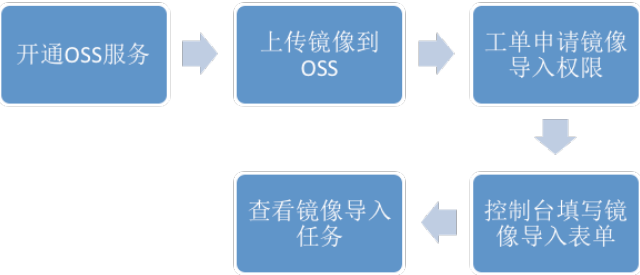 开通OSS服务
上传镜像到
OSS
工单申请镜像
导入权限
控制台填写镜
像导入表单
查看镜像导入
任务